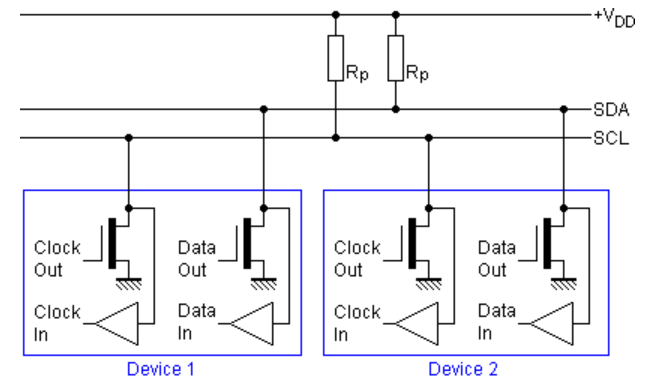 +VDD
Rp
Rp
SDA
SCL
Clock
Out
Data
Out
Clock
Out
Data
Out
Clock
In
Data
In
Clock
In
Data
In
Device 1
Device 2